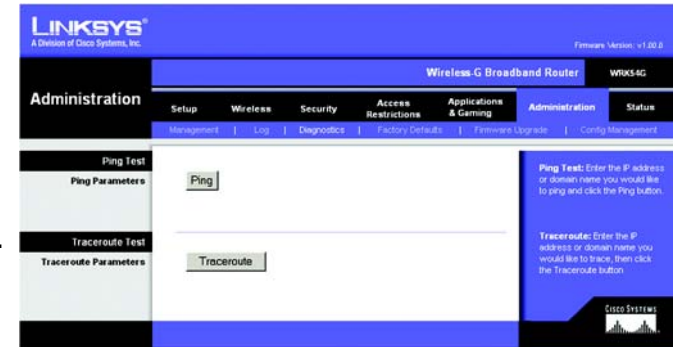 LINKSYS®
A Division of Cisco Systems, Inc.
Firmware Version: v1.00.0
Wireless-G Broadband Router WRK54G
Administration
Setup Wireless Security Access Restrictions Applications & Gaming Administration Status
Management | Log | Diagnostics | Factory Defaults | Firmware Upgrade | Config Management
Ping Test
Ping Parameters
Ping
Ping Test: Enter the IP address
or domain name you would like
to ping and click the Ping button.
Traceroute Test
Traceroute Parameters
Traceroute
Traceroute: Enter the IP
address or domain name you
would like to trace, then click
the Traceroute button
CISCO SYSTEMS